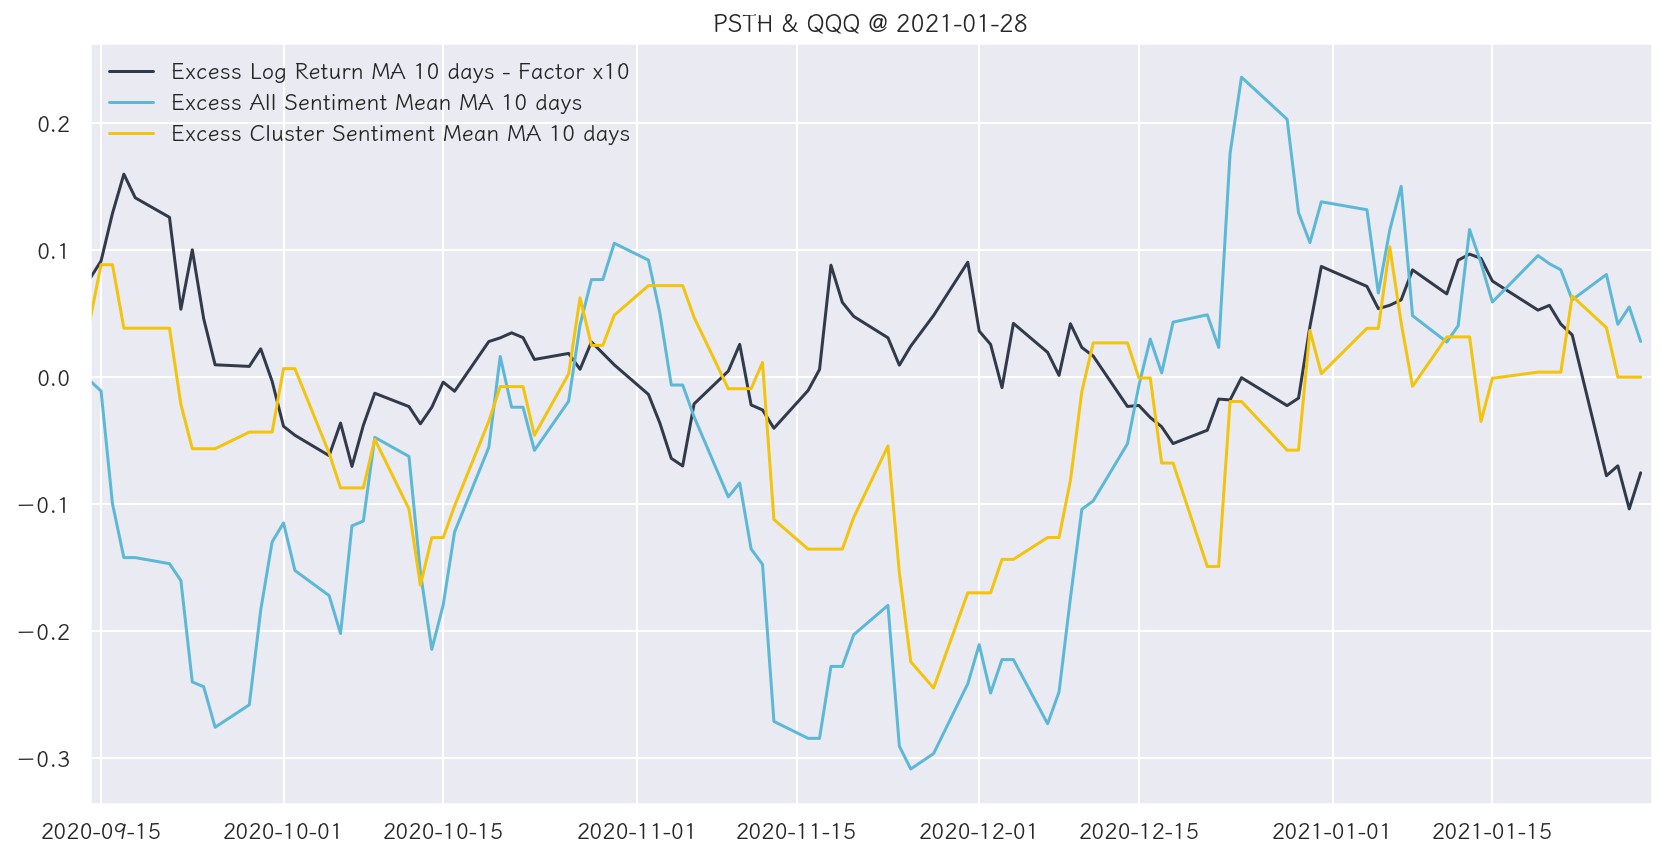 PSTH & QQQ @ 2021-01-28
Excess Log Return MA 10 days - Factor x10
Excess All Sentiment Mean MA 10 days
Excess Cluster Sentiment Mean MA 10 days
0.2
0.1
0.0
−0.1
−0.2
−0.3
2020-09-15 2020-10-01 2020-10-15 2020-11-01 2020-11-15 2020-12-01 2020-12-15 2021-01-01 2021-01-15